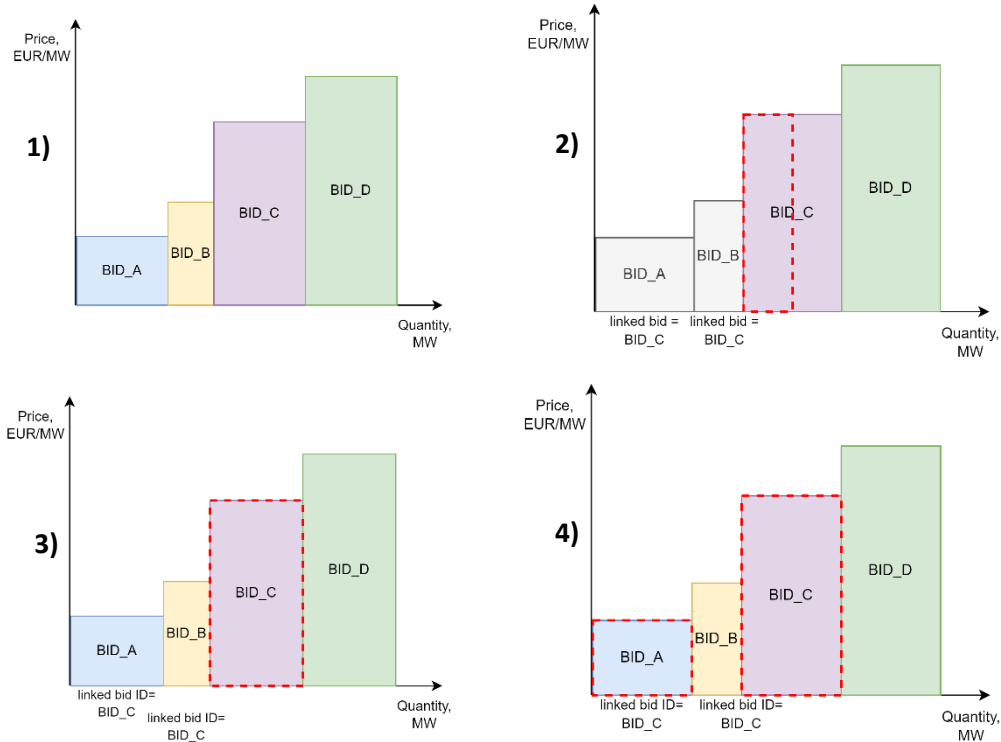 1)
Price,
EUR/MW
BID_A
BID_B
BID_C
BID_D
Quantity,
MW
2)
Price,
EUR/MW
BID_A
BID_B
BID_C
BID_D
linked bid = linked bid =
BID_C BID_C
Quantity,
MW
3)
Price,
EUR/MW
BID_A
BID_B
BID_C
BID_D
linked bid ID=
BID_C
linked bid ID=
BID_C
Quantity,
MW
4)
Price,
EUR/MW
BID_A
BID_B
BID_C
BID_D
linked bid ID= linked bid ID=
BID_C BID_C
Quantity,
MW